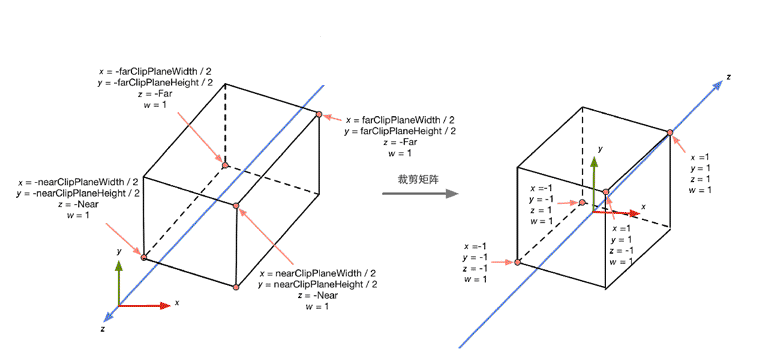 x = -farClipPlaneWidth / 2
y = -farClipPlaneHeight / 2
z = -Far
w = 1
x = farClipPlaneWidth / 2
y = farClipPlaneHeight / 2
z = -Far
w = 1
x = -nearClipPlaneWidth / 2
y = -nearClipPlaneHeight / 2
z = -Near
w = 1
x = nearClipPlaneWidth / 2
y = nearClipPlaneHeight / 2
z = -Near
w = 1
y
x
z
裁剪矩阵
z
y
x
x =1
y = 1
z = 1
w = 1
x =-1
y = -1
z = 1
w = 1
x =1
y = 1
z = -1
w = 1
x =-1
y = -1
z = -1
w = 1